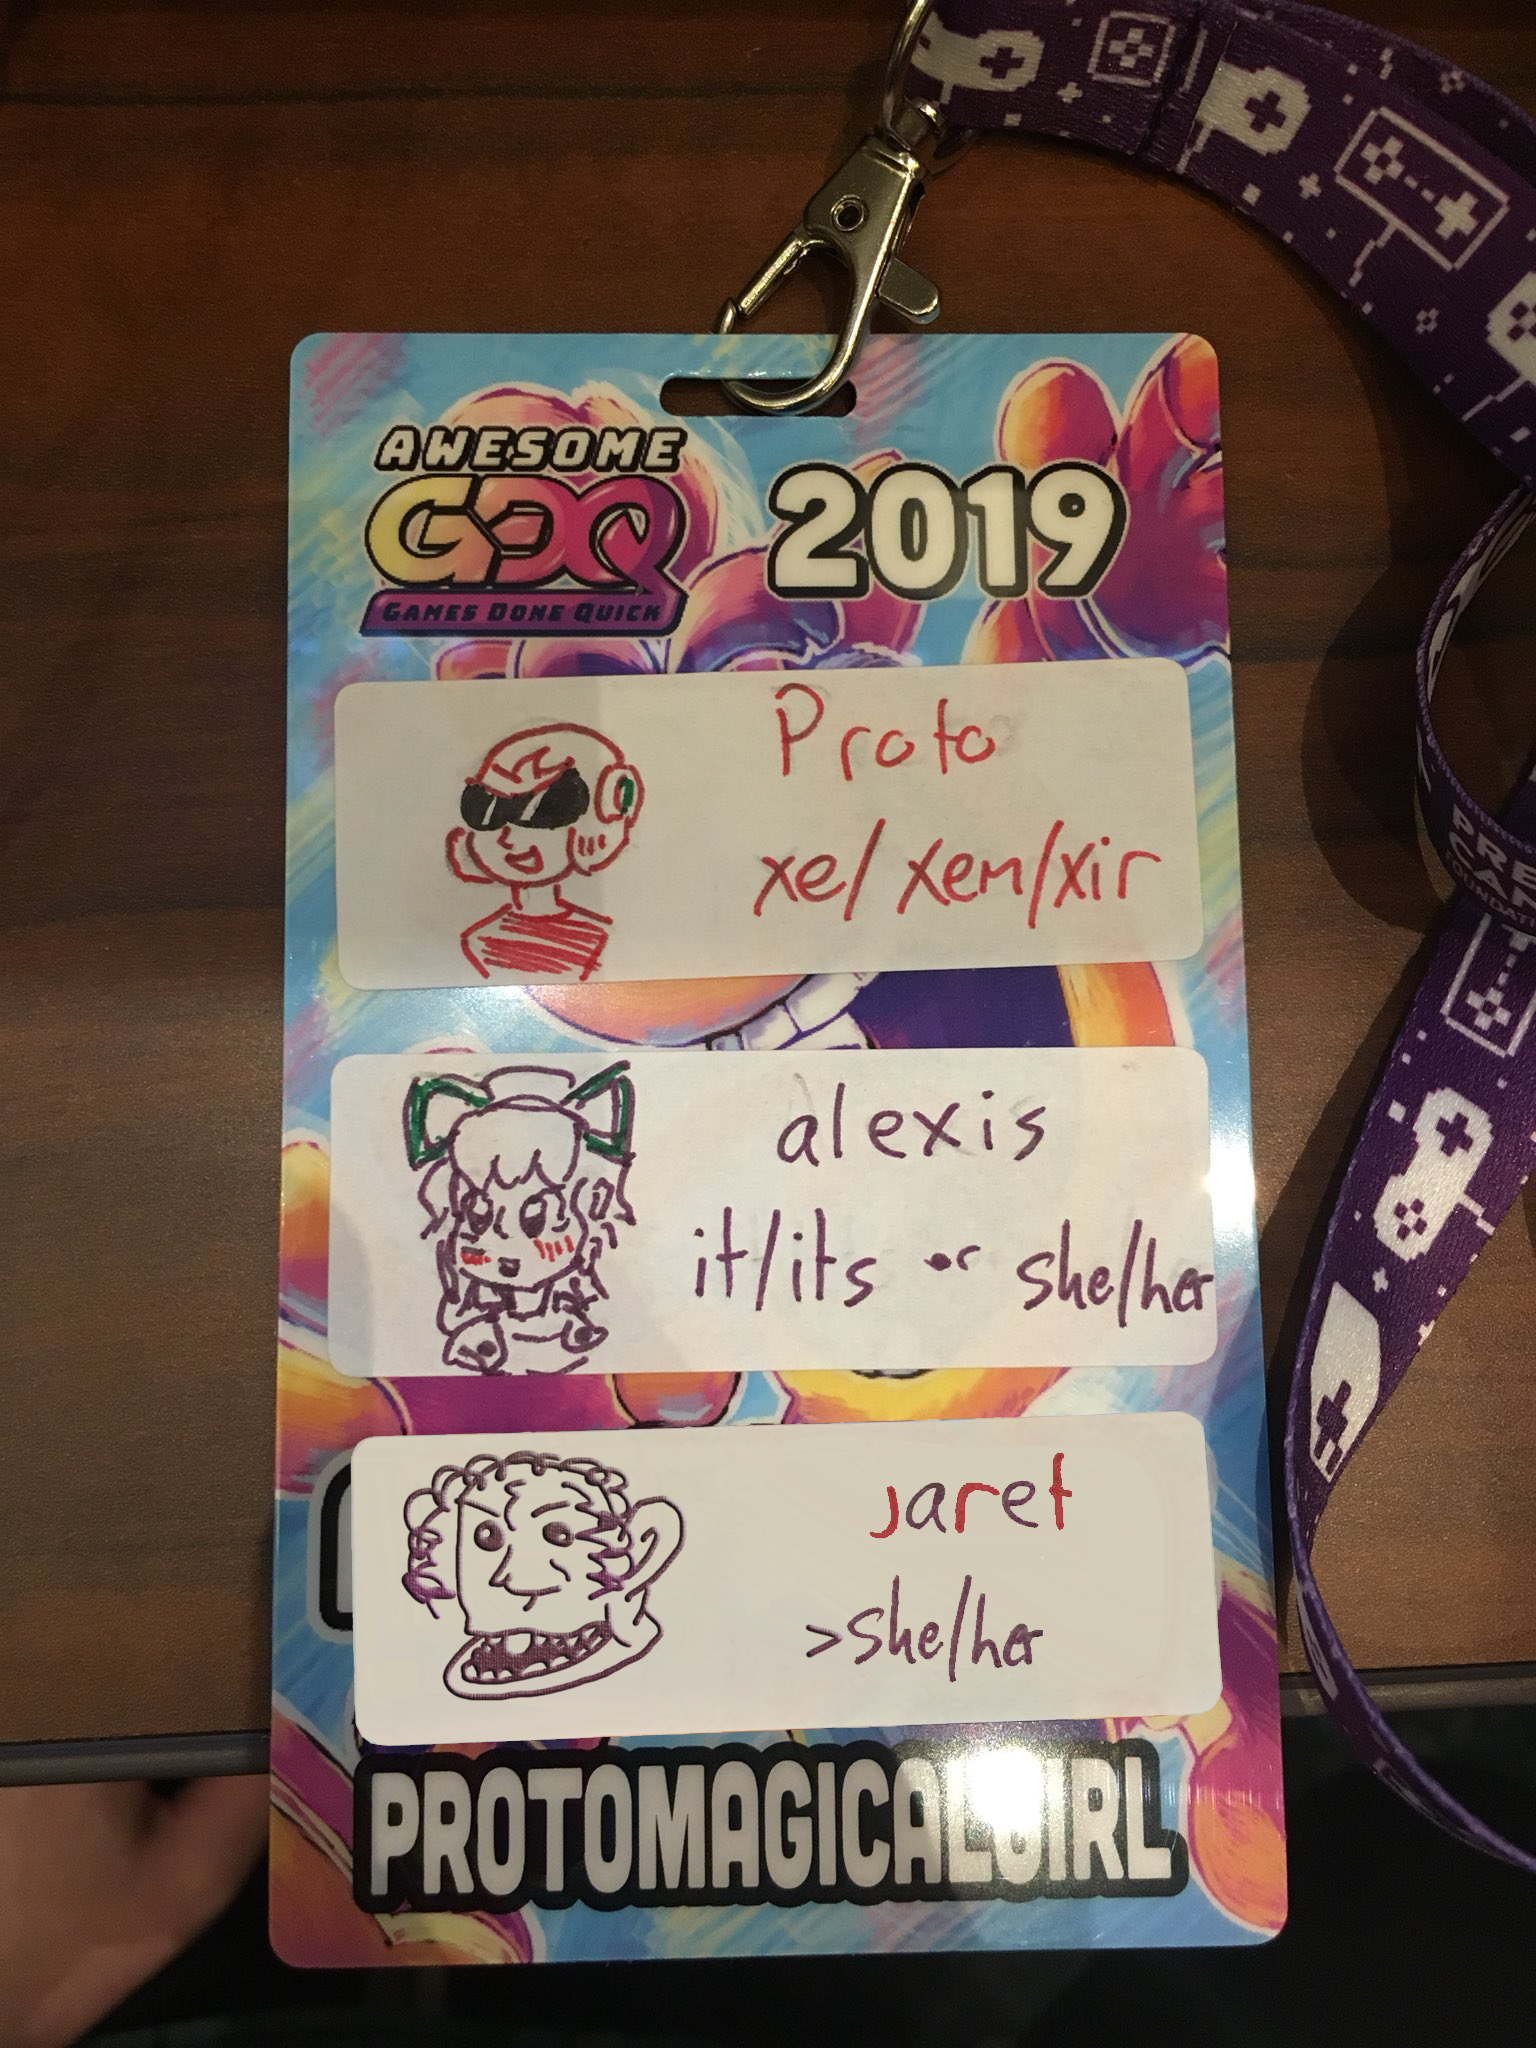 AWESOME
GDQ
GAMES DONE QUICK
2019
Proto
xe/xem/xir
alexis
it/its or she/her
jaret
>she/her
PROTOMAGICALGIRL